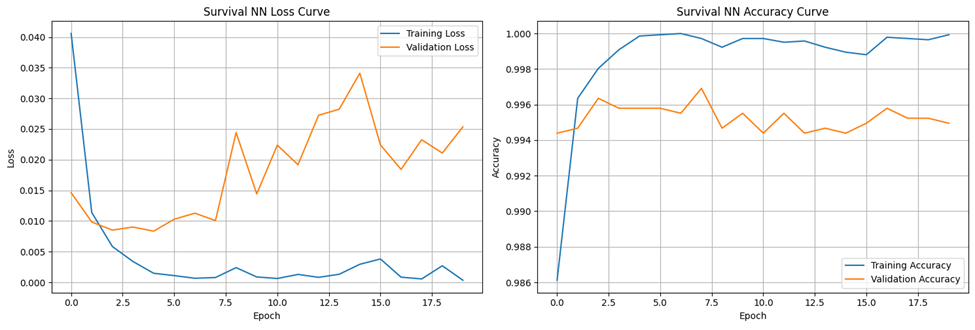 Survival NN Loss Curve
Training Loss
Validation Loss
0.040
0.035
0.030
0.025
0.020
0.015
0.010
0.005
0.000
Loss
0.0 2.5 5.0 7.5 10.0 12.5 15.0 17.5
Epoch
Survival NN Accuracy Curve
1.000
0.998
0.996
0.994
0.992
0.990
0.988
0.986
Accuracy
Training Accuracy
Validation Accuracy
0.0 2.5 5.0 7.5 10.0 12.5 15.0 17.5
Epoch